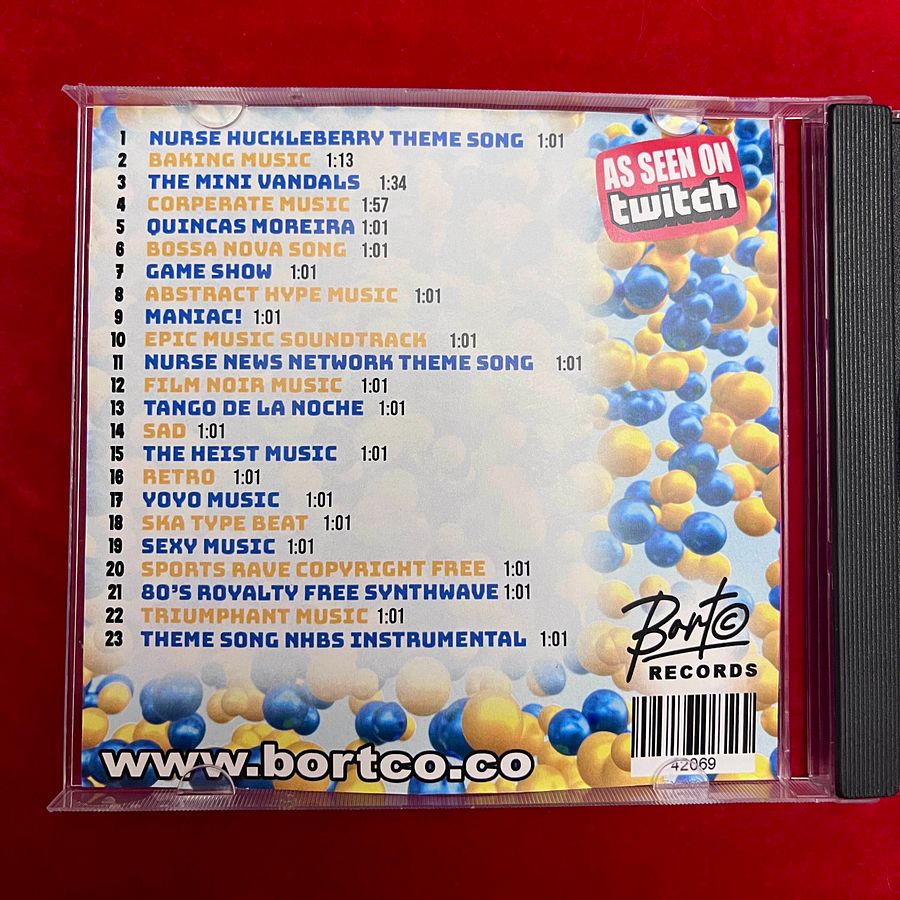 1 NURSE HUCKLEBERRY THEME SONG 1:01
2 BAKING MUSIC 1:13
3 THE MINI VANDALS 1:34
4 CORPERATE MUSIC 1:57
5 QUINCAS MOREIRA 1:01
6 BOSSA NOVA SONG 1:01
7 GAME SHOW 1:01
8 ABSTRACT HYPE MUSIC 1:01
9 MANIAC! 1:01
10 EPIC MUSIC SOUNDTRACK 1:01
11 NURSE NEWS NETWORK THEME SONG 1:01
12 FILM NOIR MUSIC 1:01
13 TANGO DE LA NOCHE 1:01
14 SAD 1:01
15 THE HEIST MUSIC 1:01
16 RETRO 1:01
17 YOYO MUSIC 1:01
18 SKA TYPE BEAT 1:01
19 SEXY MUSIC 1:01
20 SPORTS RAVE COPYRIGHT FREE 1:01
21 80'S ROYALTY FREE SYNTHWAVE 1:01
22 TRIUMPHANT MUSIC 1:01
23 THEME SONG NHBS INSTRUMENTAL 1:01
AS SEEN ON
twitch
Bort©
RECORDS
42069
www.bortco.co